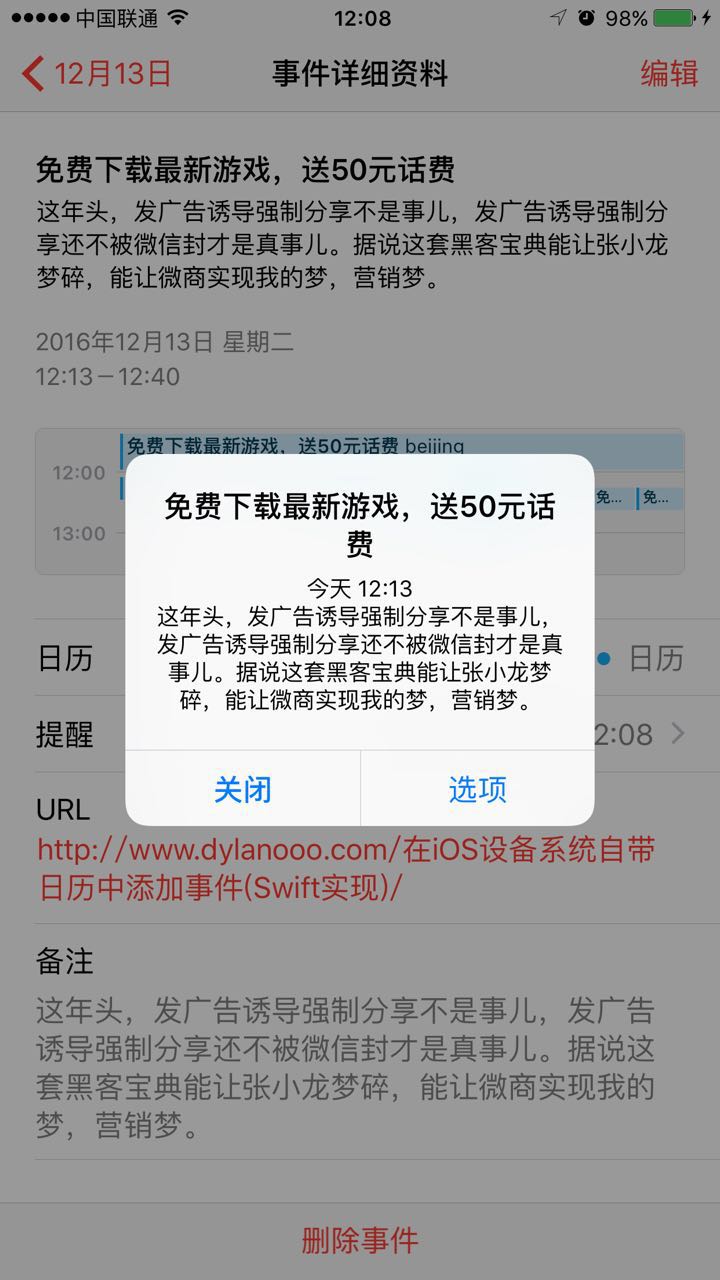 中国联通 12:08 98%
12月13日 事件详细资料 编辑
免费下载最新游戏，送50元话费
这年头，发广告诱导强制分享不是事儿，发广告诱导强制分
享还不被微信封才是真事儿。据说这套黑客宝典能让张小龙
梦碎，能让微商实现我的梦，营销梦。
2016年12月13日 星期二
12:13－12:40
免费下载最新游戏，送50元话费 beijing
12:00
免... 免...
13:00
免费下载最新游戏，送50元话
费
今天 12:13
这年头，发广告诱导强制分享不是事儿，
发广告诱导强制分享还不被微信封才是真
事儿。据说这套黑客宝典能让张小龙梦
碎，能让微商实现我的梦，营销梦。
关闭 选项
日历 日历
提醒 2:08
URL
http://www.dylanooo.com/在iOS设备系统自带
日历中添加事件(Swift实现)/
备注
这年头，发广告诱导强制分享不是事儿，发广告
诱导强制分享还不被微信封才是真事儿。据说这
套黑客宝典能让张小龙梦碎，能让微商实现我的
梦，营销梦。
删除事件